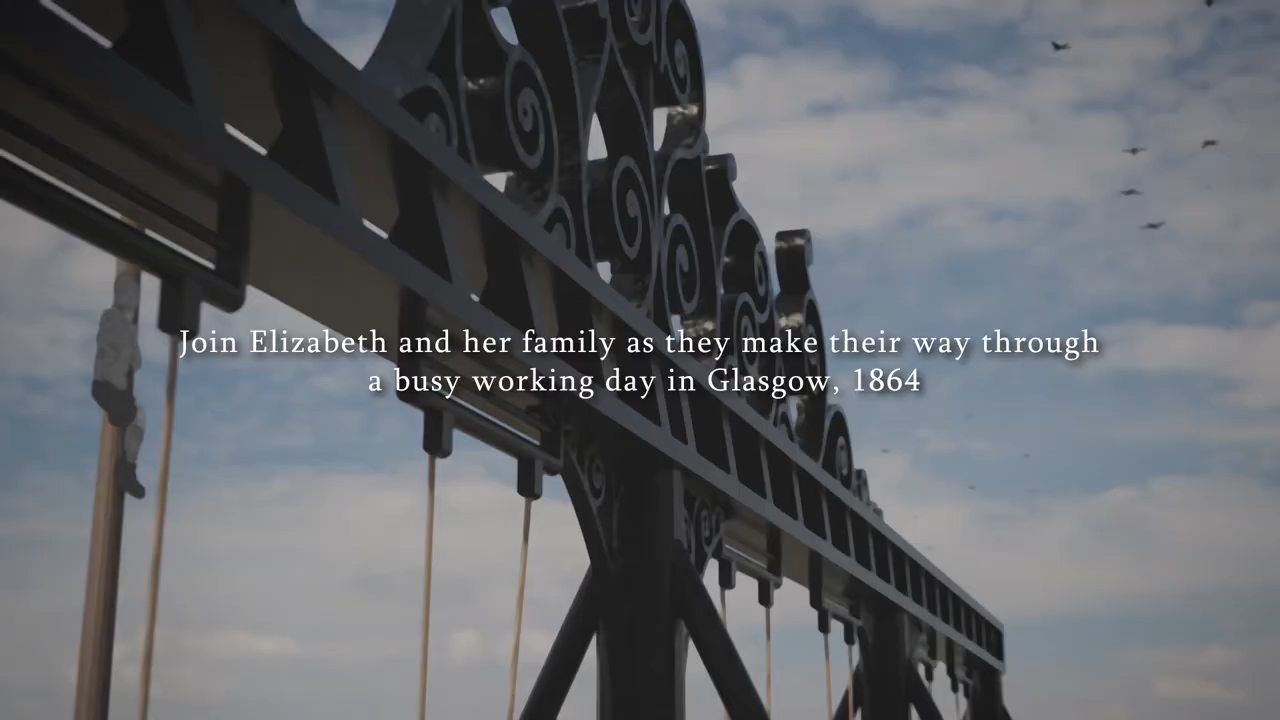 Join Elizabeth and her family as they make their way through
a busy working day in Glasgow, 1864